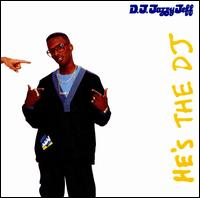 D.J. Jazzy Jeff
HE'S THE DJ